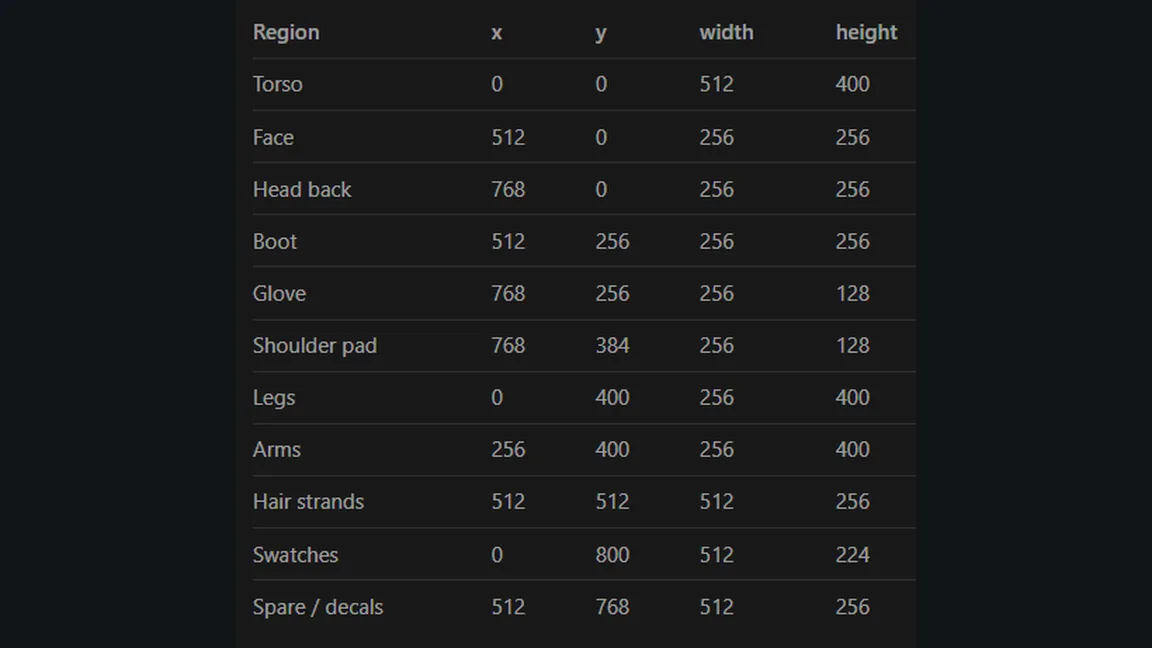 Region x y width height
Torso 0 0 512 400
Face 512 0 256 256
Head back 768 0 256 256
Boot 512 256 256 256
Glove 768 256 256 128
Shoulder pad 768 384 256 128
Legs 0 400 256 400
Arms 256 400 256 400
Hair strands 512 512 512 256
Swatches 0 800 512 224
Spare / decals 512 768 512 256